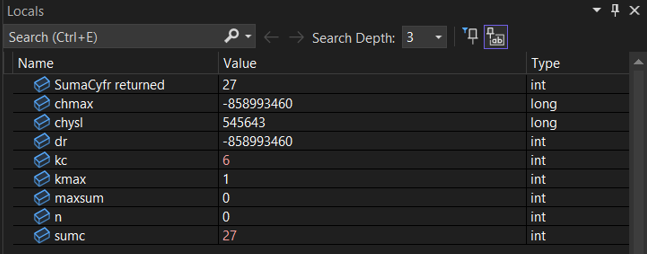 Locals
Search (Ctrl+E) Search Depth: 3
Name Value Type
SumaCyfr returned 27 int
chmax -858993460 long
chysl 545643 long
dr -858993460 int
kc 6 int
kmax 1 int
maxsum 0 int
n 0 int
sumc 27 int